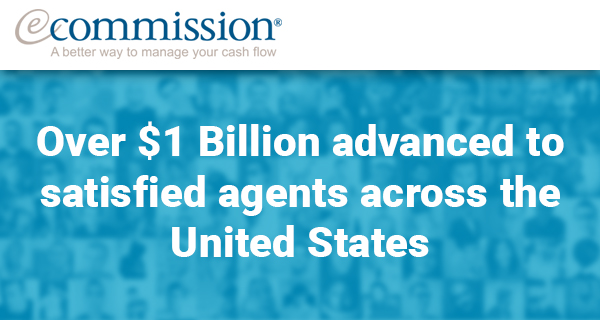 ecommission®
A better way to manage your cash flow
Over $1 Billion advanced to
satisfied agents across the
United States